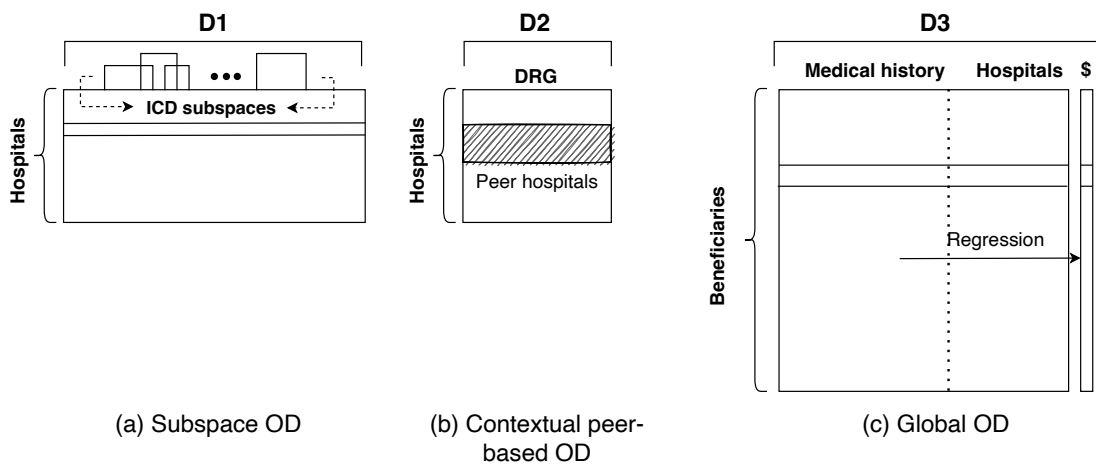 D1
ICD subspaces
Hospitals
(a) Subspace OD
D2
DRG
Hospitals
Peer hospitals
(b) Contextual peer-
based OD
D3
Medical history
Hospitals
$
Beneficiaries
Regression
(c) Global OD